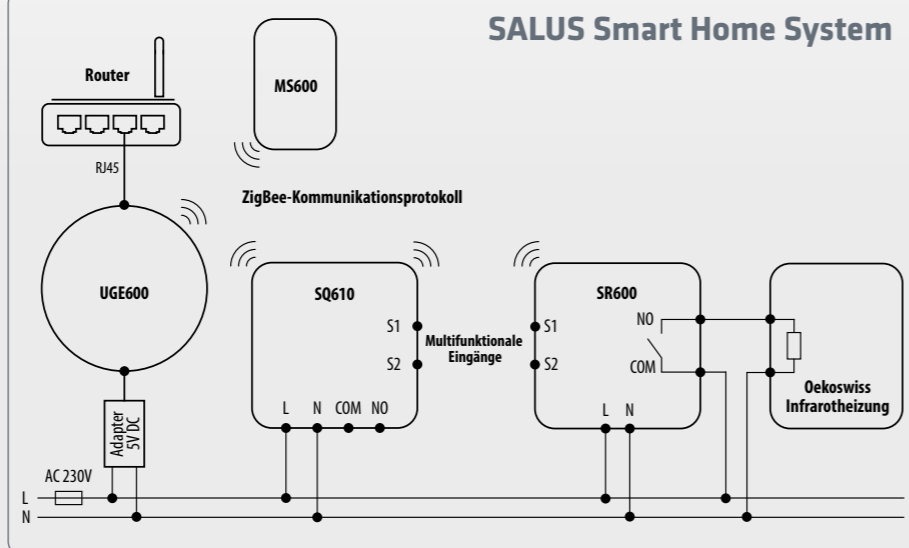 SALUS Smart Home System
Router
MS600
RJ45
ZigBee-Kommunikationsprotokoll
UGE600
SQ610
S1
S2
L N COM NO
Multifunktionale
Eingänge
SR600
S1
S2
NO
COM
L N
Oekoswiss
Infrarotheizung
Adapter
5V DC
AC 230V
L
N